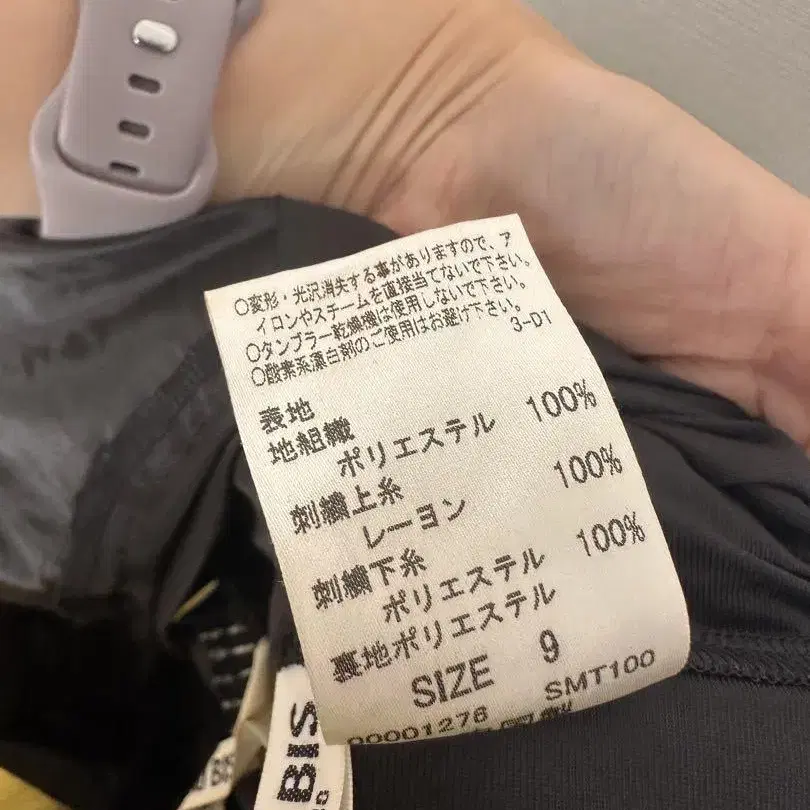 ○変形・光沢消失する事がありますので、ア
イロンやスチームを直接当てないで下さい。
○タンブラー乾燥機は使用しないで下さい。
○酸素系漂白剤のご使用はお避け下さい。
3-D1
表地
地組織
ポリエステル 100%
刺繍上糸
レーヨン 100%
刺繍下糸
ポリエステル 100%
裏地ポリエステル
SIZE 9
00001276 SMT100
BIS
BIS